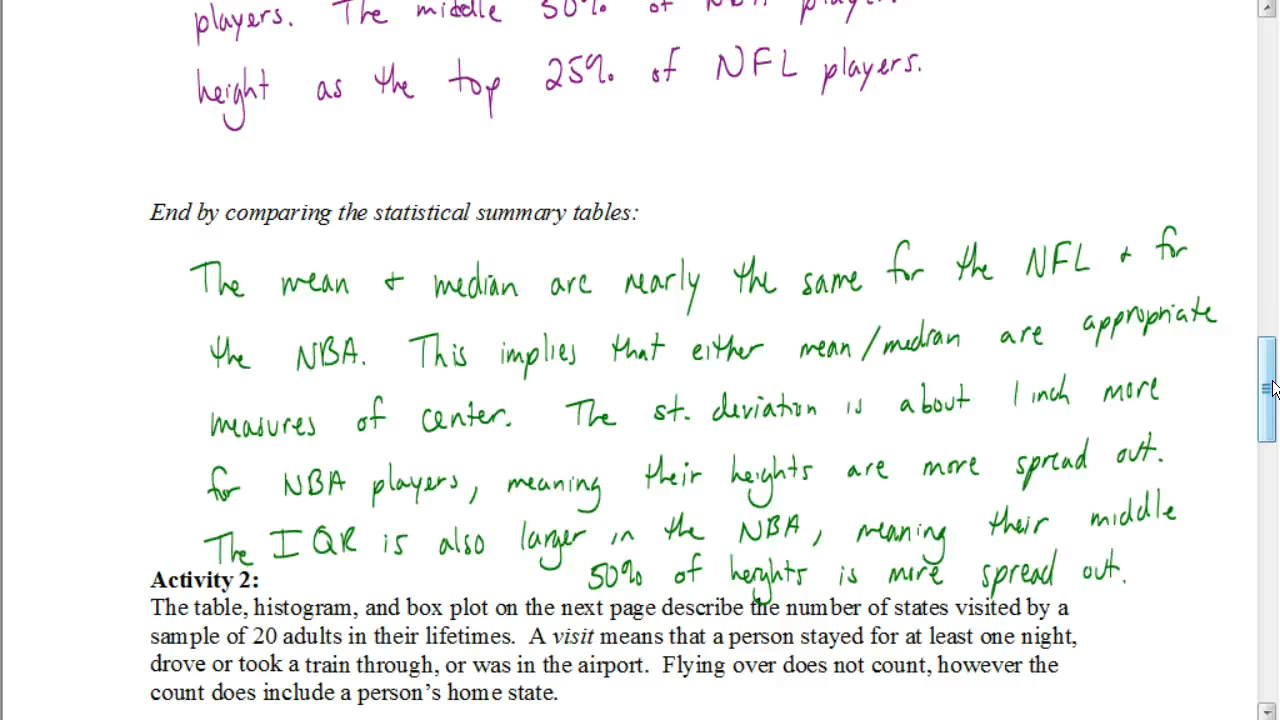 players. The middle 50% of NBA players
height as the top 25% of NFL players.
End by comparing the statistical summary tables:
The mean + median are nearly the same for the NFL + for
the NBA. This implies that either mean/median are appropriate
measures of center. The st. deviation is about 1 inch more
for NBA players, meaning their heights are more spread out.
The IQR is also larger in the NBA, meaning their middle
50% of heights is more spread out.
Activity 2:
The table, histogram, and box plot on the next page describe the number of states visited by a
sample of 20 adults in their lifetimes. A visit means that a person stayed for at least one night,
drove or took a train through, or was in the airport. Flying over does not count, however the
count does include a person's home state.